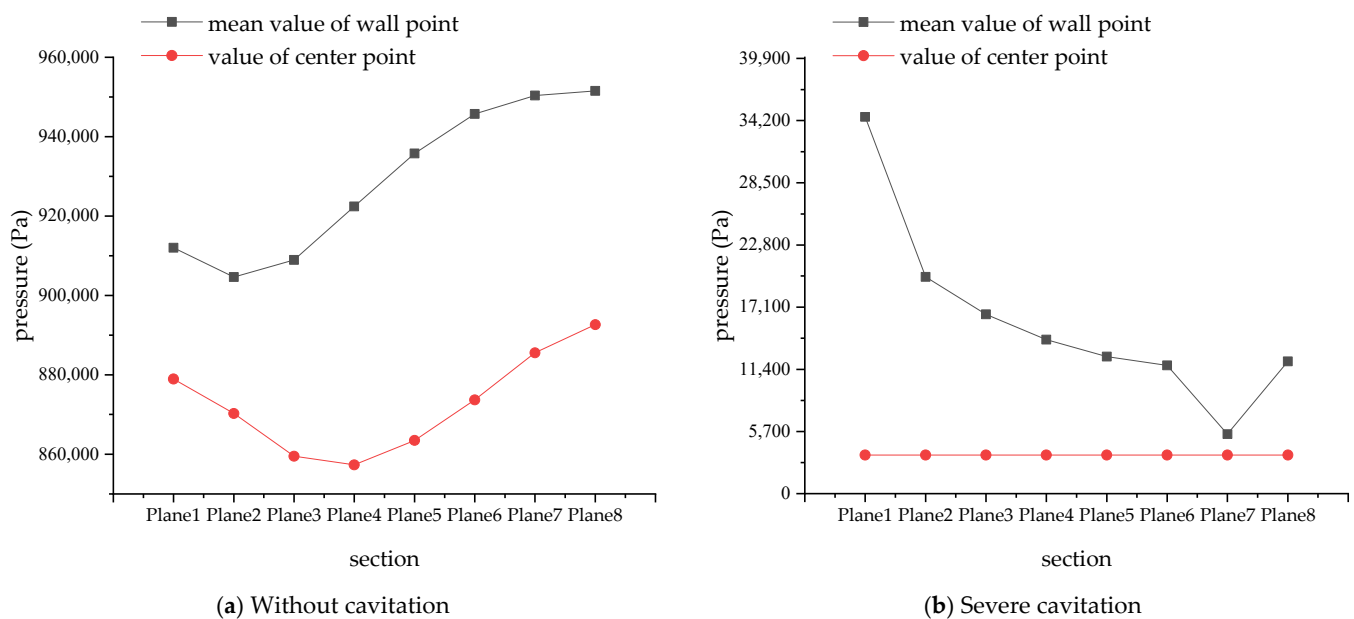 mean value of wall point
value of center point
960,000
940,000
920,000
900,000
880,000
860,000
pressure (Pa)
Plane1 Plane2 Plane3 Plane4 Plane5 Plane6 Plane7 Plane8
section
(a) Without cavitation
mean value of wall point
value of center point
39,900
34,200
28,500
22,800
17,100
11,400
5,700
0
pressure (Pa)
Plane1 Plane2 Plane3 Plane4 Plane5 Plane6 Plane7 Plane8
section
(b) Severe cavitation